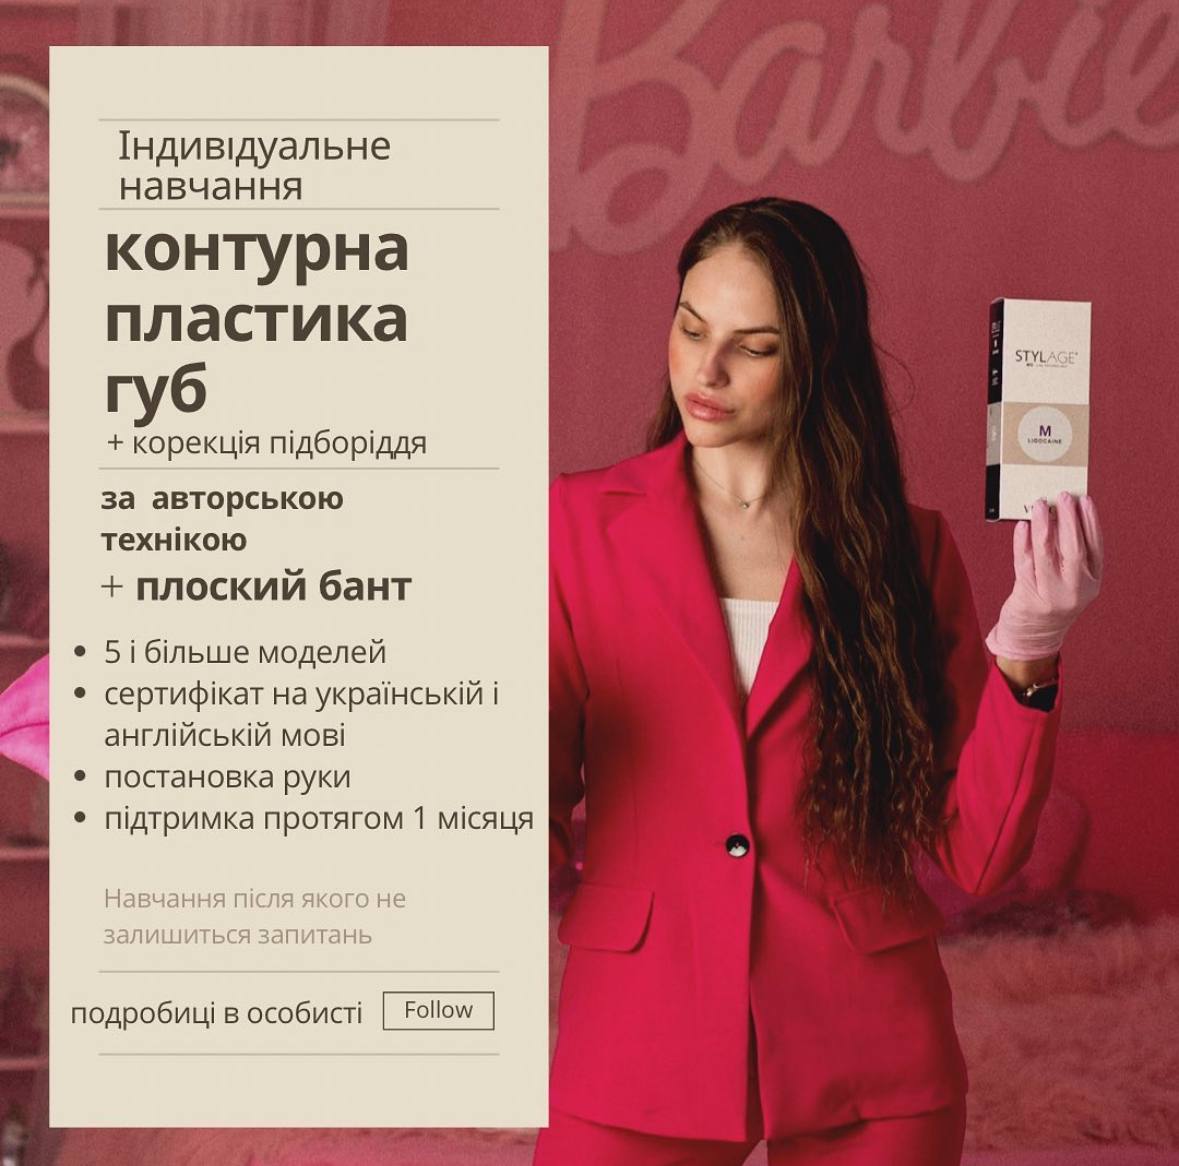 Barbie
Індивідуальне
навчання
контурна
пластика
губ
+ корекція підборіддя
за авторською
технікою
+ плоский бант
• 5 і більше моделей
• сертифікат на українській і
англійській мові
• постановка руки
• підтримка протягом 1 місяця
Навчання після якого не
залишиться запитань
подробиці в особисті
Follow
STYLAGE
M
LIDOCAINE